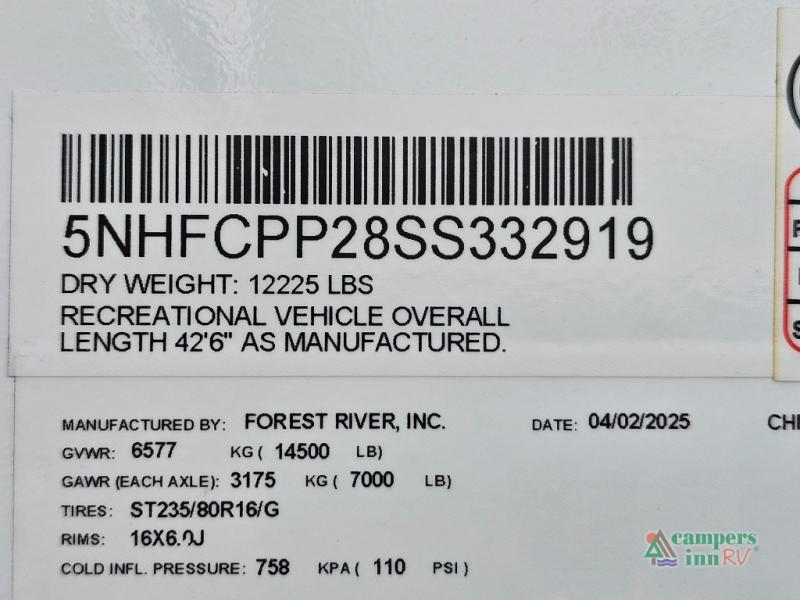 5NHFCPP28SS332919
DRY WEIGHT: 12225 LBS
RECREATIONAL VEHICLE OVERALL
LENGTH 42'6" AS MANUFACTURED.
MANUFACTURED BY: FOREST RIVER, INC. DATE: 04/02/2025
GVWR: 6577 KG ( 14500 LB)
GAWR (EACH AXLE): 3175 KG ( 7000 LB)
TIRES: ST235/80R16/G
RIMS: 16X6.0J
COLD INFL. PRESSURE: 758 KPA ( 110 PSI )
campers
inn RV